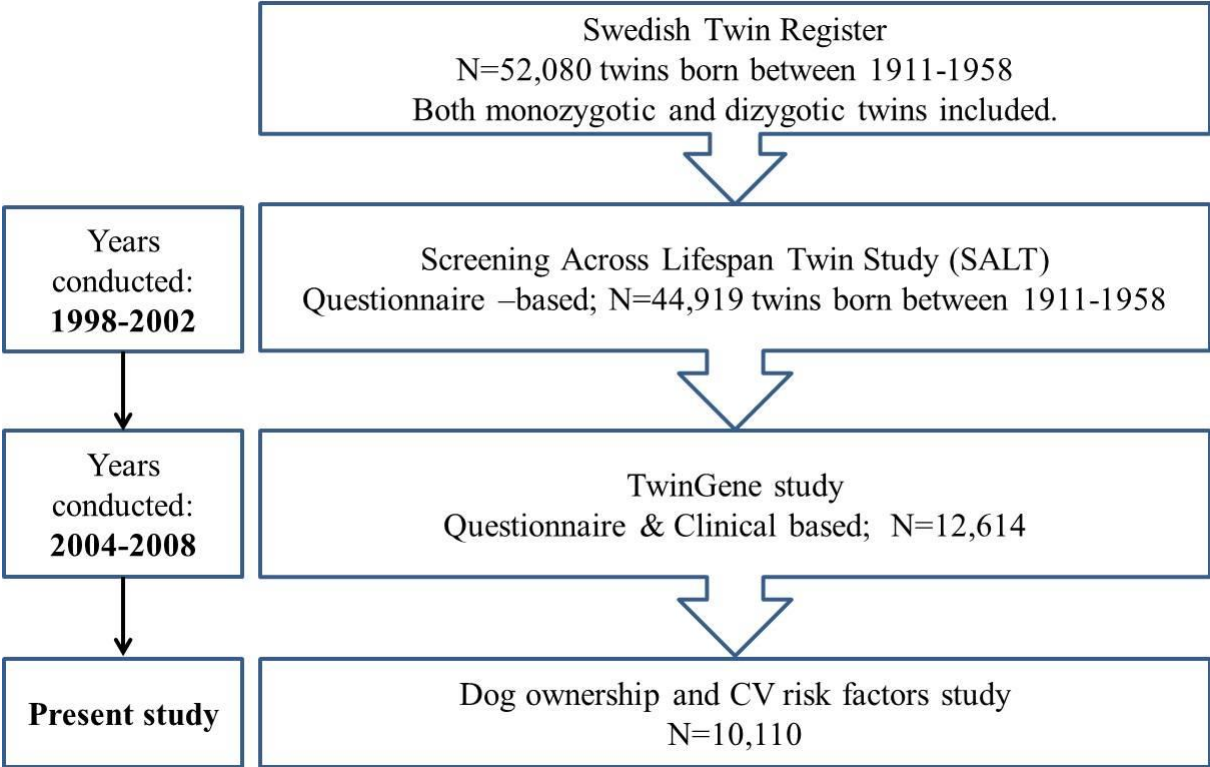 Swedish Twin Register
N=52,080 twins born between 1911-1958
Both monozygotic and dizygotic twins included.
Years
conducted:
1998-2002
Screening Across Lifespan Twin Study (SALT)
Questionnaire –based; N=44,919 twins born between 1911-1958
Years
conducted:
2004-2008
TwinGene study
Questionnaire & Clinical based; N=12,614
Present study
Dog ownership and CV risk factors study
N=10,110